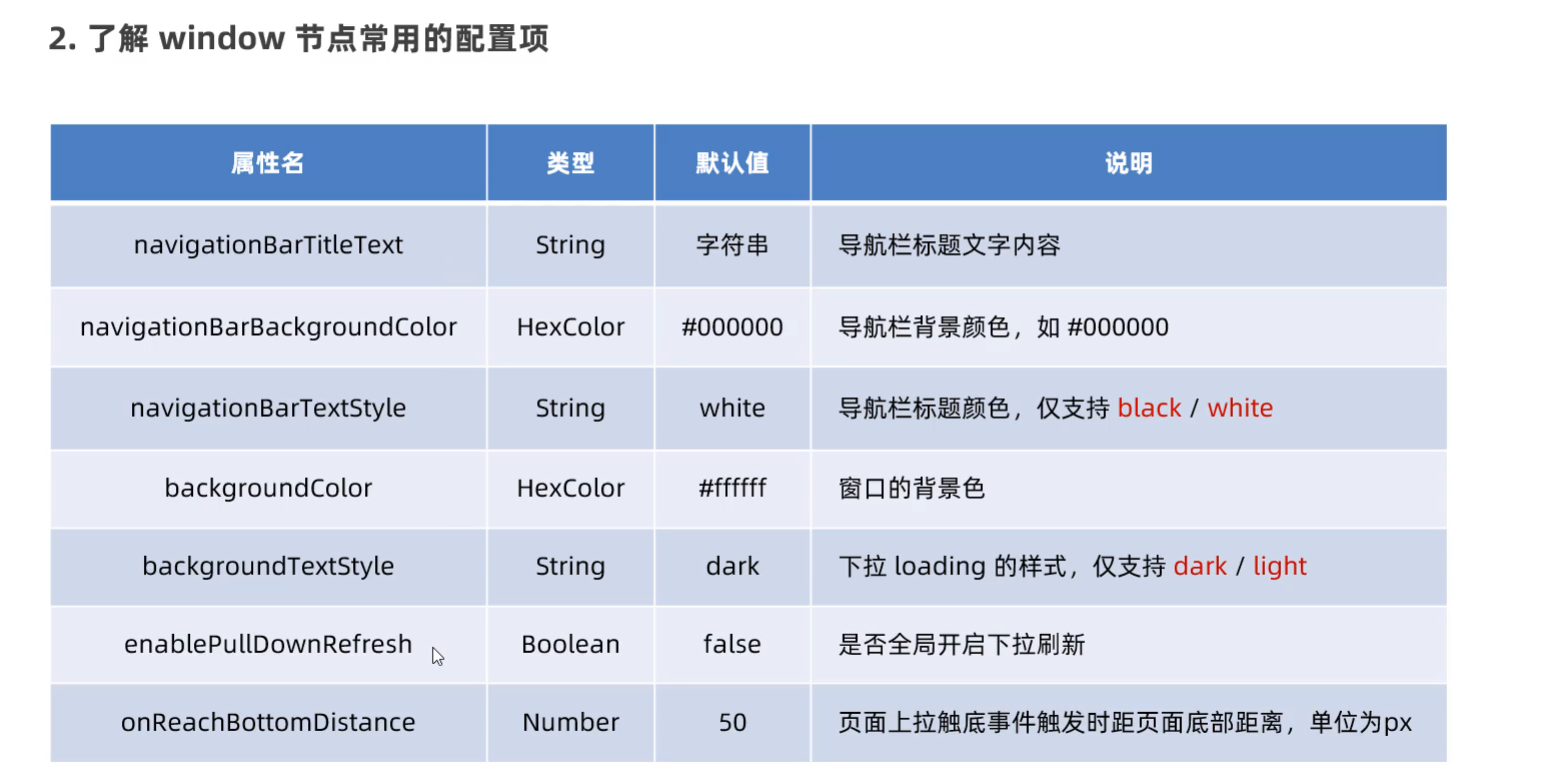 2. 了解 window 节点常用的配置项
属性名 类型 默认值 说明
navigationBarTitleText String 字符串 导航栏标题文字内容
navigationBarBackgroundColor HexColor #000000 导航栏背景颜色，如 #000000
navigationBarTextStyle String white 导航栏标题颜色，仅支持 black / white
backgroundColor HexColor #ffffff 窗口的背景色
backgroundTextStyle String dark 下拉 loading 的样式，仅支持 dark / light
enablePullDownRefresh Boolean false 是否全局开启下拉刷新
onReachBottomDistance Number 50 页面上拉触底事件触发时距页面底部距离，单位为px